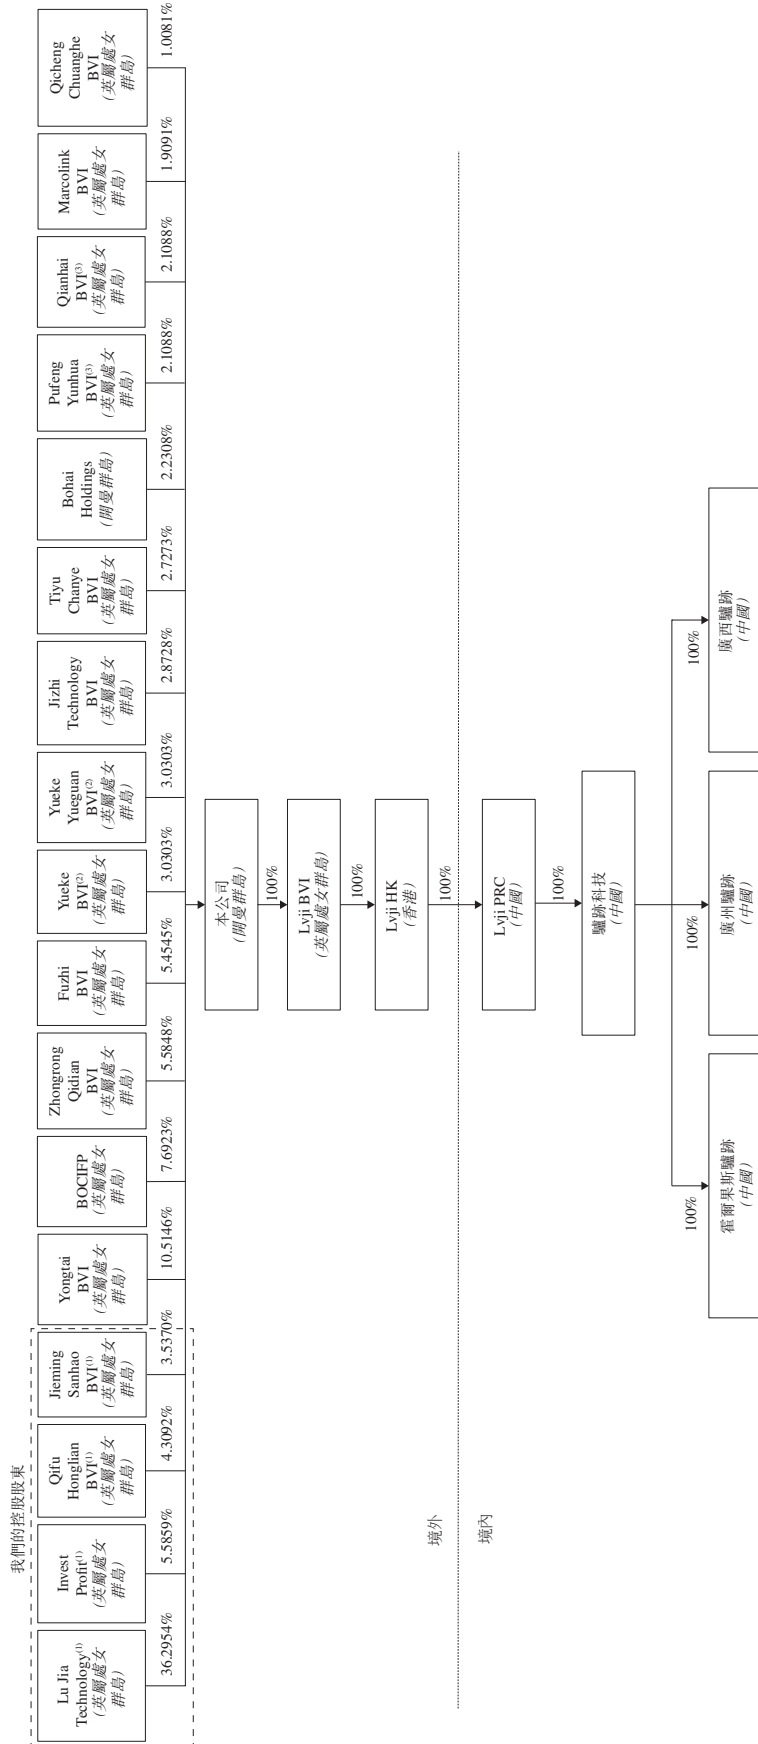 我們的控股股東
Lu Jia
Technology(1)
(英屬處女
群島)
36.2954%
Invest
Profit(1)
(英屬處女
群島)
5.5859%
Qifu
Honglian
BVI(1)
(英屬處女
群島)
4.3092%
Jieming
Sanhao
BVI(1)
(英屬處女
群島)
3.5370%
Yongtai
BVI
(英屬處女
群島)
10.5146%
BOCIFP
(英屬處女
群島)
7.6923%
Zhongrong
Qidian
BVI
(英屬處女
群島)
5.5848%
Fuzhi
BVI
(英屬處女
群島)
5.4545%
Yueke
BVI(2)
(英屬處女
群島)
3.0303%
Yueke
Yueguan
BVI(2)
(英屬處女
群島)
3.0303%
Jizhi
Technology
BVI
(英屬處女
群島)
2.8728%
Tiyu
Chanye
BVI
(英屬處女
群島)
2.7273%
Bohai
Holdings
(開曼群島)
2.2308%
Pufeng
Yunhua
BVI(3)
(英屬處女
群島)
2.1088%
Qianhai
BVI(3)
(英屬處女
群島)
2.1088%
Marcolink
BVI
(英屬處女
群島)
1.9091%
Qicheng
Chuanghe
BVI
(英屬處女
群島)
1.0081%
本公司
(開曼群島)
100%
Lvji BVI
(英屬處女群島)
100%
Lvji HK
(香港)
100%
境外
境內
Lvji PRC
(中國)
100%
驢跡科技
(中國)
100%
100%
100%
霍爾果斯驢跡
(中國)
廣州驢跡
(中國)
廣西驢跡
(中國)